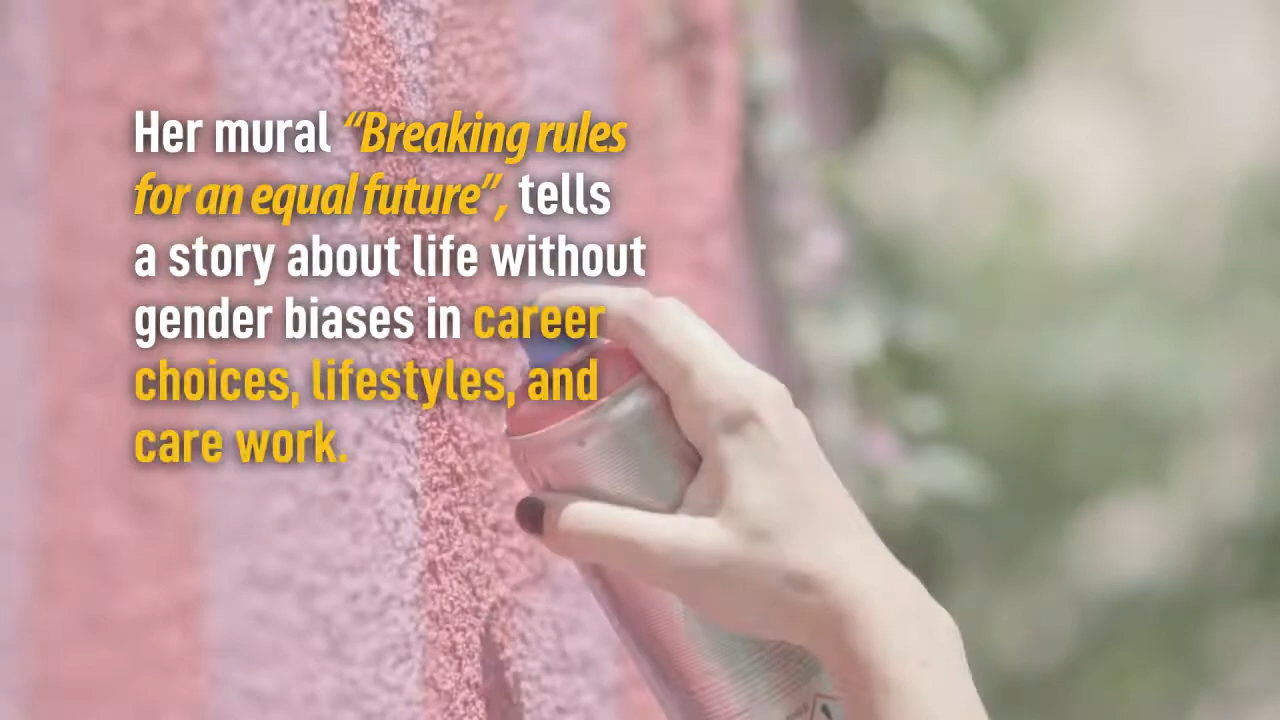 Her mural “Breaking rules
for an equal future”, tells
a story about life without
gender biases in career
choices, lifestyles, and
care work.